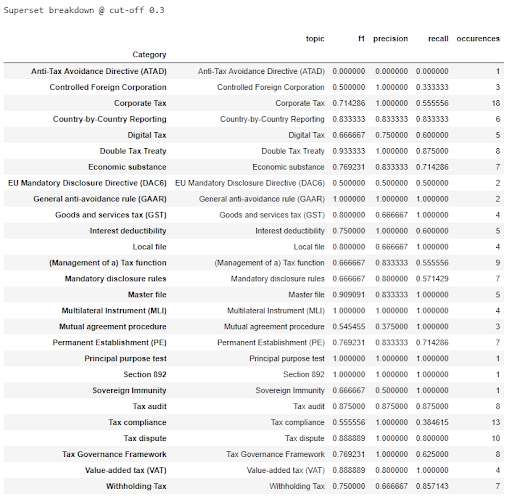 Superset breakdown @ cut-off 0.3
topic f1 precision recall occurences
Category
Anti-Tax Avoidance Directive (ATAD) Anti-Tax Avoidance Directive (ATAD) 0.000000 0.000000 0.000000 1
Controlled Foreign Corporation Controlled Foreign Corporation 0.500000 1.000000 0.333333 3
Corporate Tax Corporate Tax 0.714286 1.000000 0.555556 18
Country-by-Country Reporting Country-by-Country Reporting 0.833333 0.833333 0.833333 6
Digital Tax Digital Tax 0.666667 0.750000 0.600000 5
Double Tax Treaty Double Tax Treaty 0.933333 1.000000 0.875000 8
Economic substance Economic substance 0.769231 0.833333 0.714286 7
EU Mandatory Disclosure Directive (DAC6) EU Mandatory Disclosure Directive (DAC6) 0.500000 0.500000 0.500000 2
General anti-avoidance rule (GAAR) General anti-avoidance rule (GAAR) 1.000000 1.000000 1.000000 2
Goods and services tax (GST) Goods and services tax (GST) 0.800000 0.666667 1.000000 4
Interest deductibility Interest deductibility 0.750000 1.000000 0.600000 5
Local file Local file 0.800000 0.666667 1.000000 4
(Management of a) Tax function (Management of a) Tax function 0.666667 0.833333 0.555556 9
Mandatory disclosure rules Mandatory disclosure rules 0.666667 0.800000 0.571429 7
Master file Master file 0.909091 0.833333 1.000000 5
Multilateral Instrument (MLI) Multilateral Instrument (MLI) 1.000000 1.000000 1.000000 4
Mutual agreement procedure Mutual agreement procedure 0.545455 0.375000 1.000000 3
Permanent Establishment (PE) Permanent Establishment (PE) 0.769231 0.833333 0.714286 7
Principal purpose test Principal purpose test 1.000000 1.000000 1.000000 1
Section 892 Section 892 1.000000 1.000000 1.000000 1
Sovereign Immunity Sovereign Immunity 0.666667 0.500000 1.000000 1
Tax audit Tax audit 0.875000 0.875000 0.875000 8
Tax compliance Tax compliance 0.555556 1.000000 0.384615 13
Tax dispute Tax dispute 0.888889 1.000000 0.800000 10
Tax Governance Framework Tax Governance Framework 0.769231 1.000000 0.625000 8
Value-added tax (VAT) Value-added tax (VAT) 0.888889 0.800000 1.000000 4
Withholding Tax Withholding Tax 0.750000 0.666667 0.857143 7